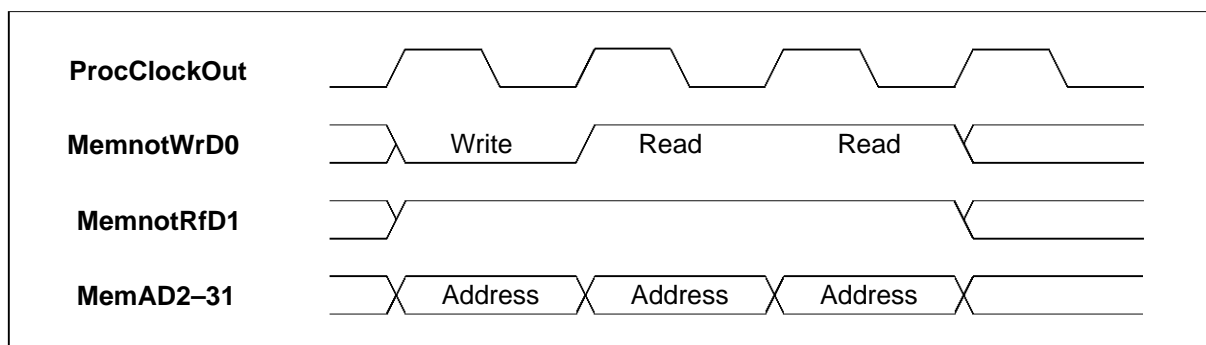 ProcClockOut
MemnotWrD0 Write Read Read
MemnotRfD1
MemAD2–31 Address Address Address